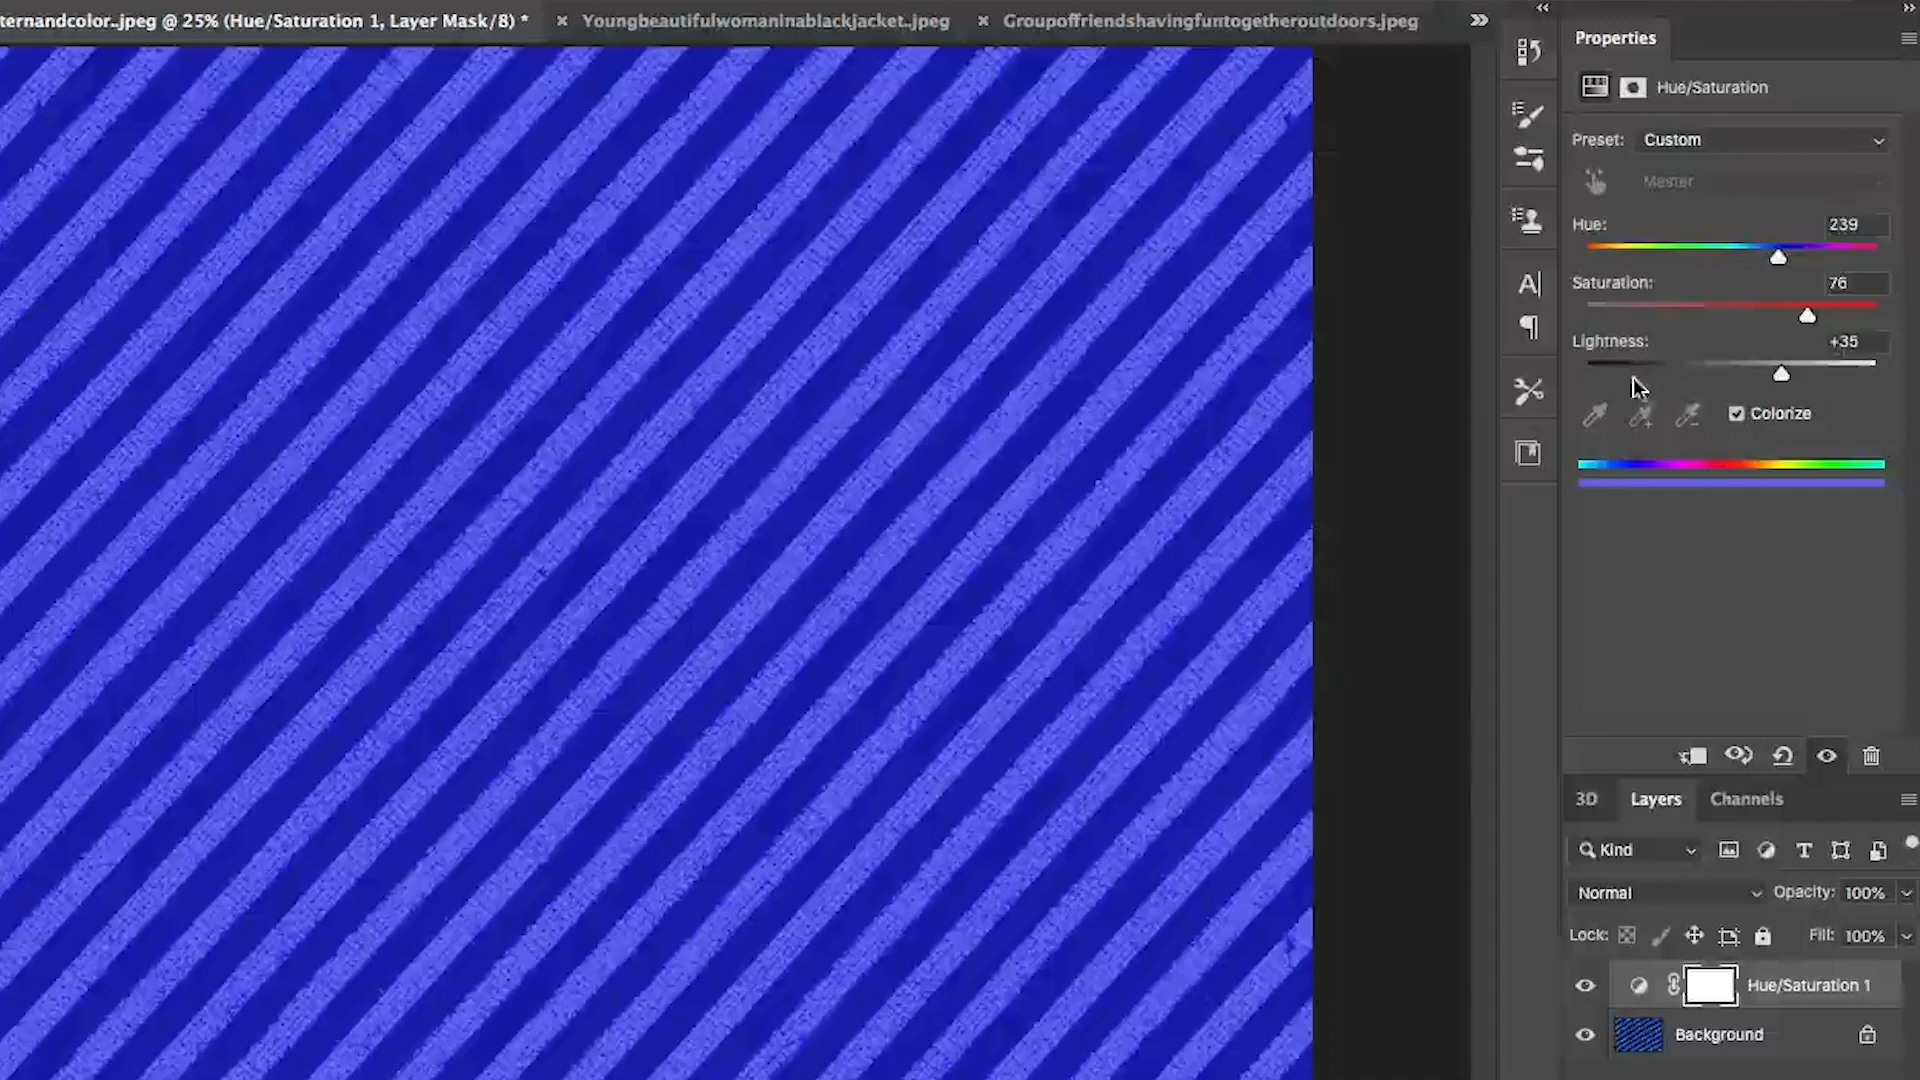 ternandcolor..jpeg @ 25% (Hue/Saturation 1, Layer Mask/8) * × Youngbeautifulwomaninablackjacket..jpeg × Groupoffriendshavingfuntogetheroutdoors.jpeg
Properties
Hue/Saturation
Preset: Custom
Master
Hue: 239
Saturation: 76
Lightness: +35
Colorize
3D Layers Channels
Kind
Normal Opacity: 100%
Lock: Fill: 100%
Hue/Saturation 1
Background